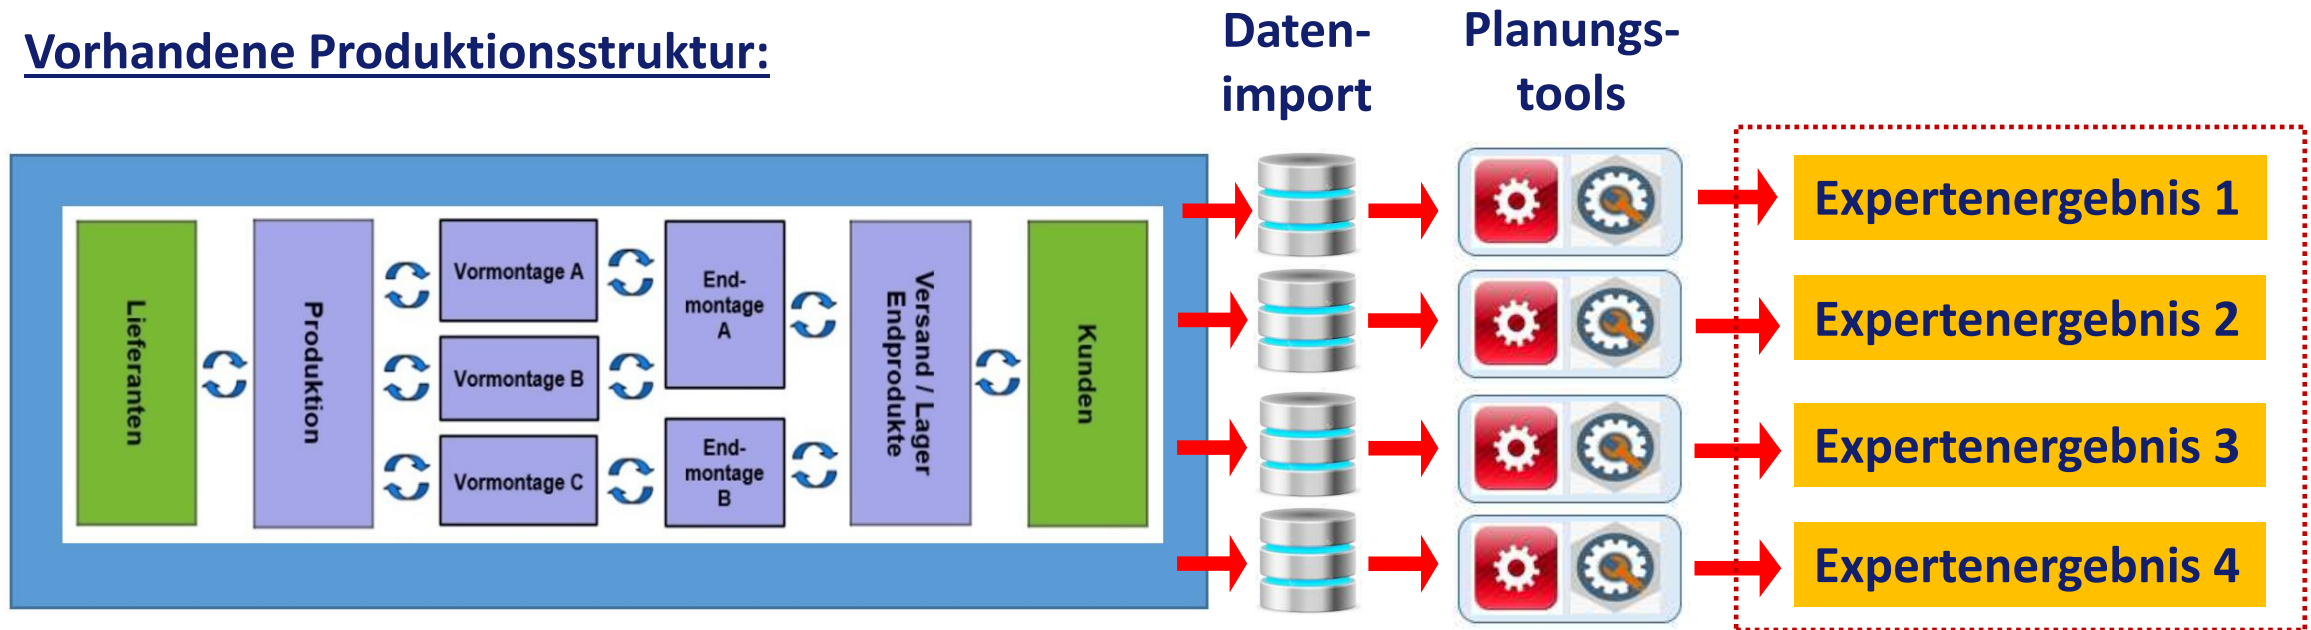 Vorhandene Produktionsstruktur:
Daten-
import
Planungs-
tools
Lieferanten
Produktion
Vormontage A
Vormontage B
Vormontage C
End-
montage
A
End-
montage
B
Versand / Lager
Endprodukte
Kunden
Expertenergebnis 1
Expertenergebnis 2
Expertenergebnis 3
Expertenergebnis 4